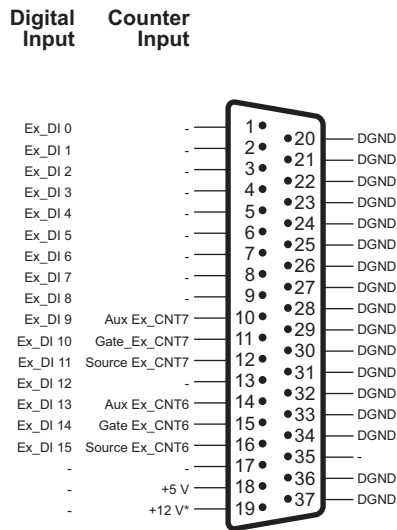 Digital Counter
Input Input
Ex_DI 0 - 1 20 DGND
Ex_DI 1 - 2 21 DGND
Ex_DI 2 - 3 22 DGND
Ex_DI 3 - 4 23 DGND
Ex_DI 4 - 5 24 DGND
Ex_DI 5 - 6 25 DGND
Ex_DI 6 - 7 26 DGND
Ex_DI 7 - 8 27 DGND
Ex_DI 8 - 9 28 DGND
Ex_DI 9 Aux Ex_CNT7 10 29 DGND
Ex_DI 10 Gate_Ex_CNT7 11 30 DGND
Ex_DI 11 Source Ex_CNT7 12 31 DGND
Ex_DI 12 - 13 32 DGND
Ex_DI 13 Aux Ex_CNT6 14 33 DGND
Ex_DI 14 Gate Ex_CNT6 15 34 DGND
Ex_DI 15 Source Ex_CNT6 16 35 -
- - 17 36 DGND
- +5 V 18 37 DGND
- +12 V* 19